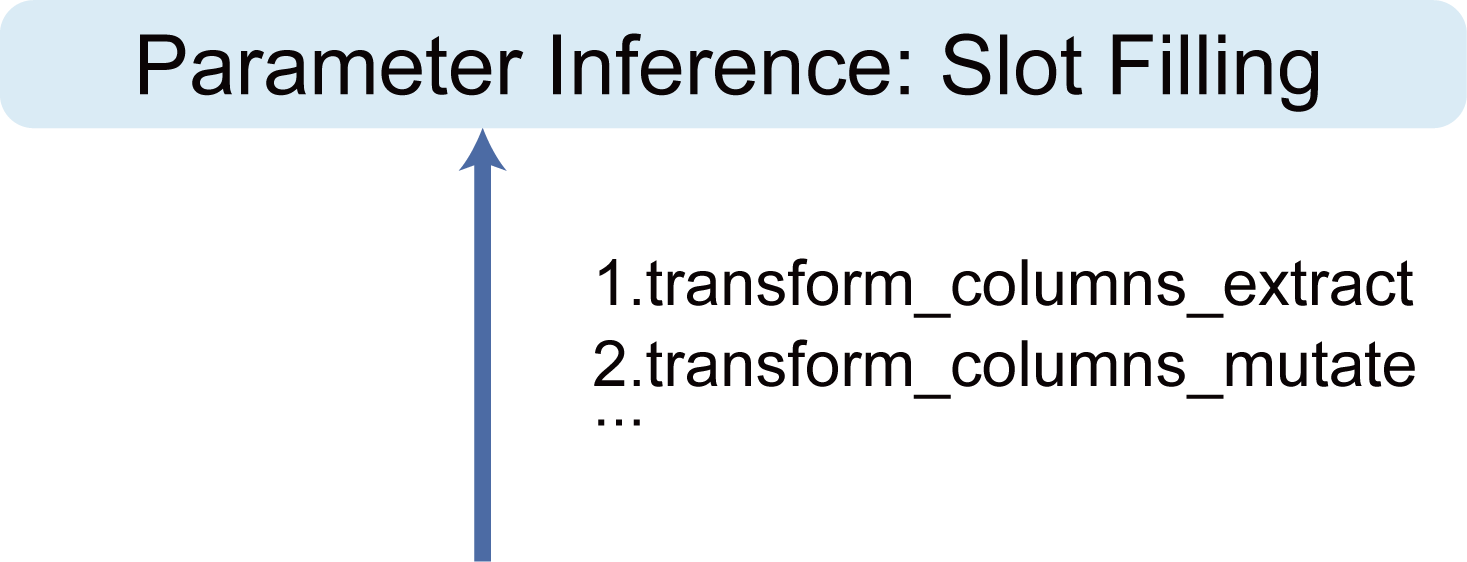 Parameter Inference: Slot Filling
1.transform_columns_extract
2.transform_columns_mutate
...